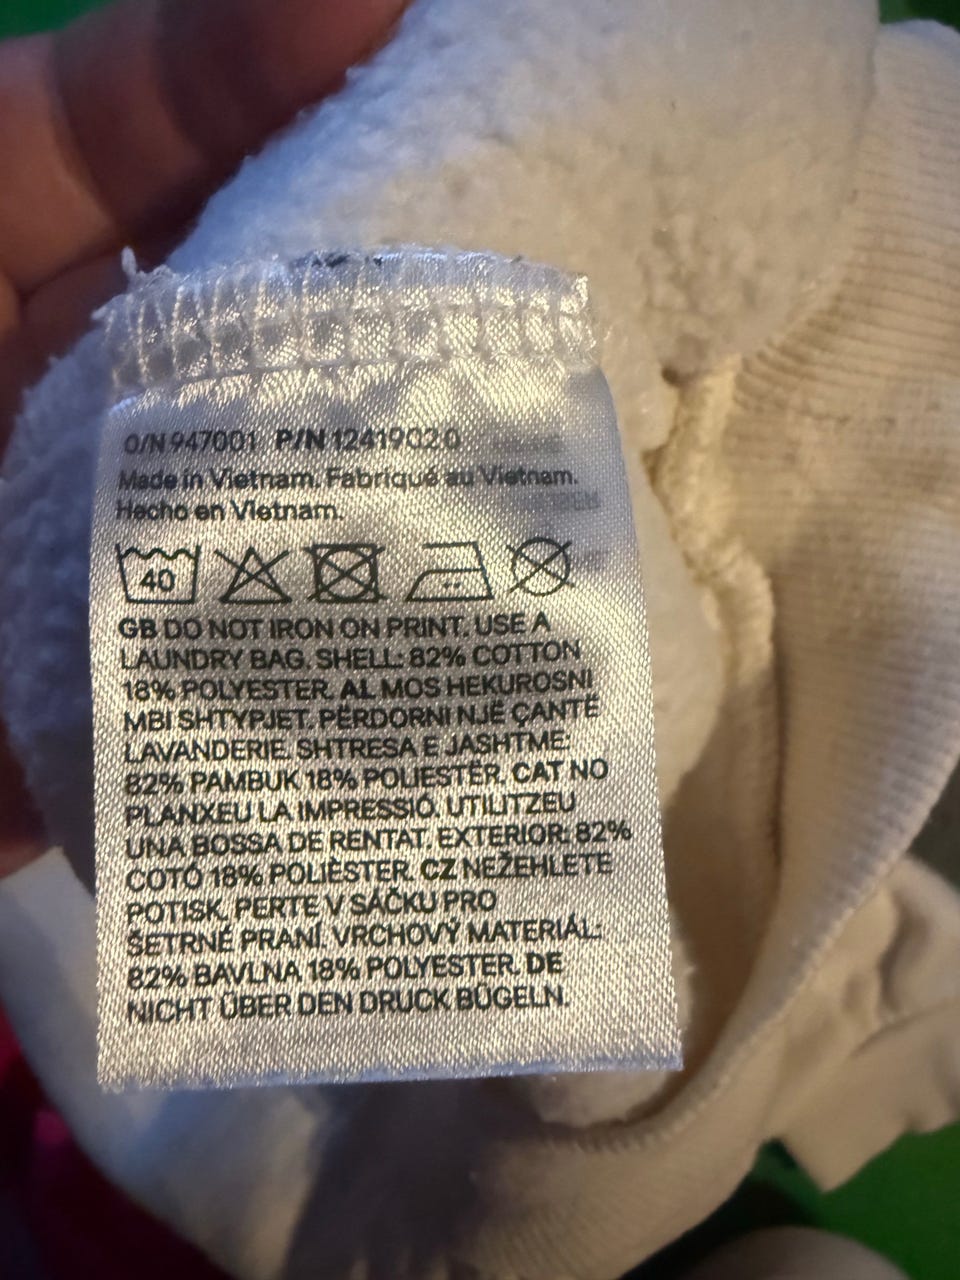 O/N 947001 P/N 1241902.0
Made in Vietnam. Fabriqué au Vietnam.
Hecho en Vietnam.
40
GB DO NOT IRON ON PRINT. USE A
LAUNDRY BAG. SHELL: 82% COTTON
18% POLYESTER. AL MOS HEKUROSNI
MBI SHTYPJET. PËRDORNI NJË ÇANTË
LAVANDERIE. SHTRESA E JASHTME:
82% PAMBUK 18% POLIESTËR. CAT NO
PLANXEU LA IMPRESSIÓ. UTILITZEU
UNA BOSSA DE RENTAT. EXTERIOR: 82%
COTÓ 18% POLIÈSTER. CZ NEŽEHLETE
POTISK. PERTE V SÁČKU PRO
ŠETRNÉ PRANÍ. VRCHOVÝ MATERIÁL:
82% BAVLNA 18% POLYESTER. DE
NICHT ÜBER DEN DRUCK BÜGELN.